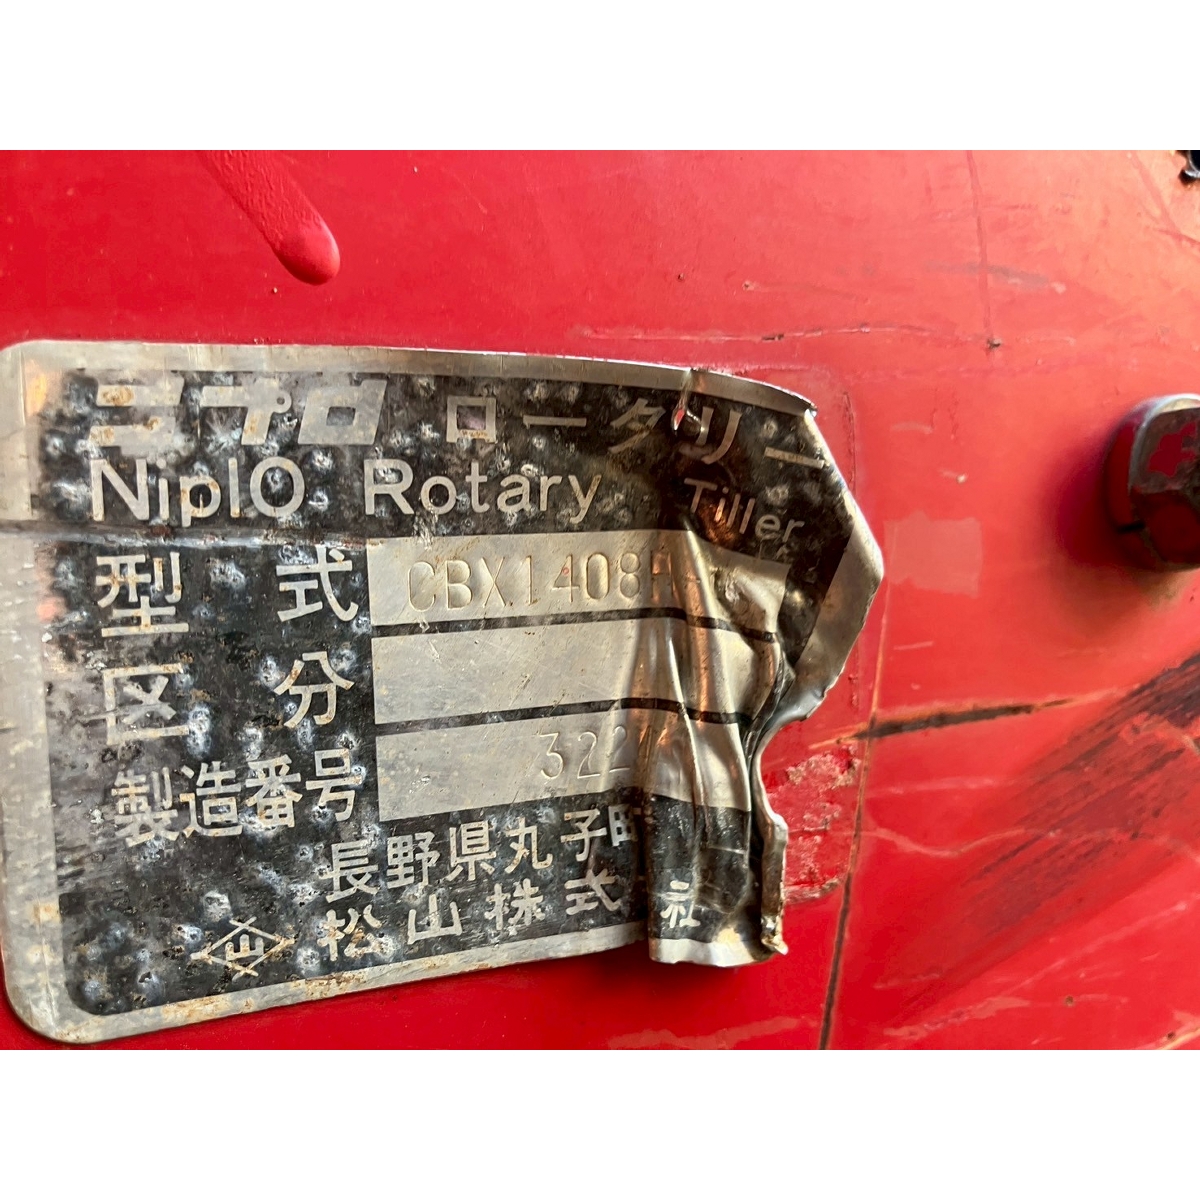 ニプロ ロータリー
NiplO Rotary Tiller
型式 CBX1408
区分
製造番号 322
長野県丸子町
松山株式 社